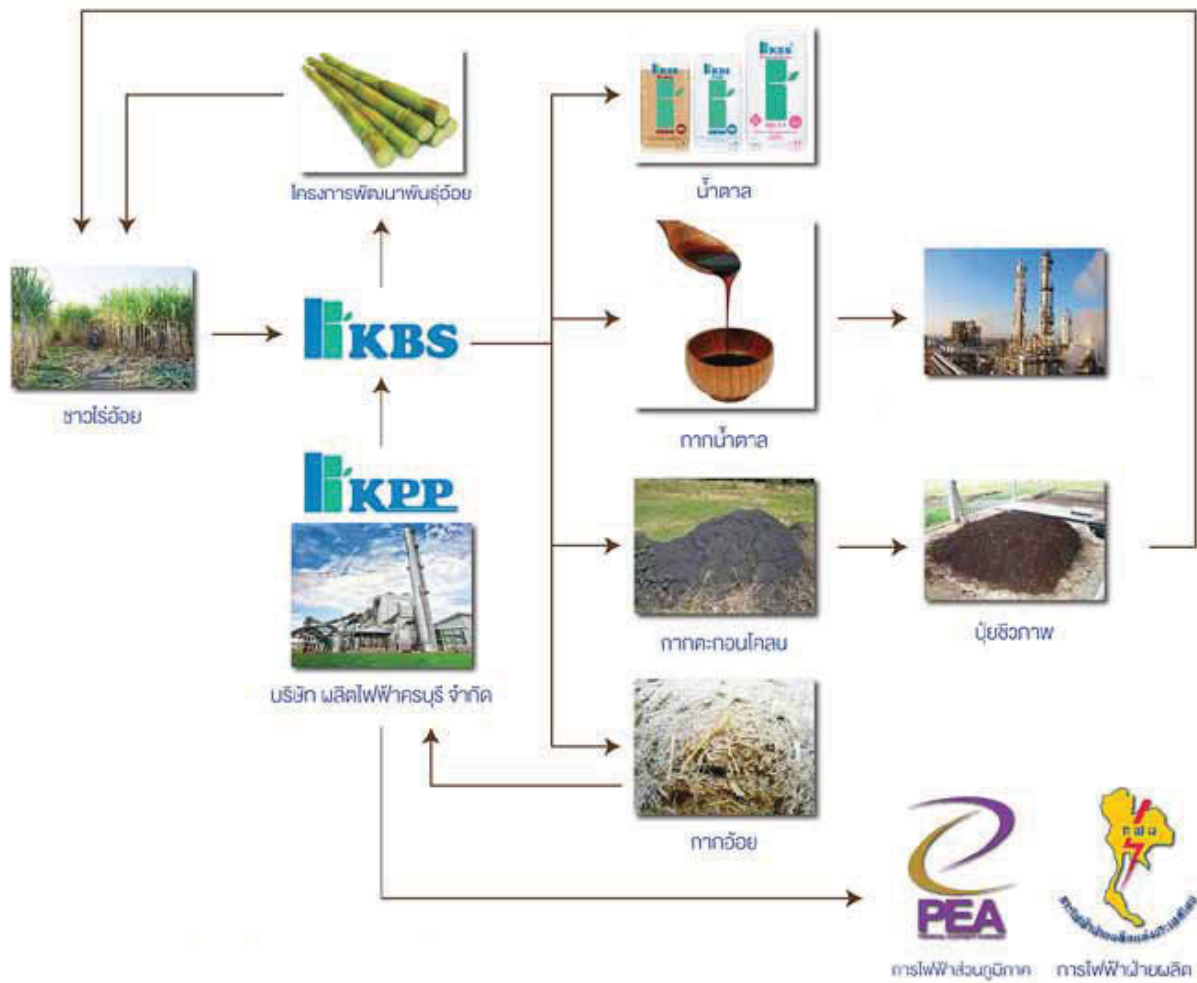 KBS
KBS
KBS
โครงการพัฒนาพันธุ์อ้อย
น้ำตาล
KBS
ชาวไร่อ้อย
กากน้ำตาล
KPP
กากตะกอนโคลน
ปุ๋ยชีวภาพ
บริษัท ผลิตไฟฟ้าครบุรี จำกัด
กากอ้อย
กฟผ
PEA
การไฟฟ้าส่วนภูมิภาค
การไฟฟ้าฝ่ายผลิต